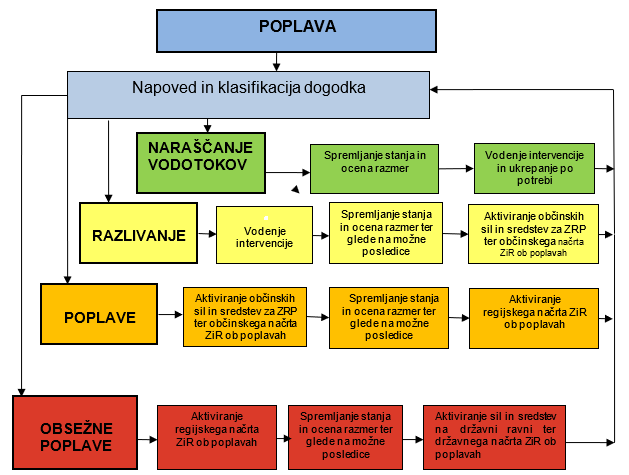 POPLAVA
Napoved in klasifikacija dogodka
NARAŠČANJE
VODOTOKOV
Spremljanje stanja in
ocena razmer
Vodenje intervencije
in ukrepanje po
potrebi
RAZLIVANJE
Vodenje
intervencije
Spremljanje stanja
in ocena razmer ter
glede na možne
posledice
Aktiviranje občinskih
sil in sredstev za ZRP
ter občinskega načrta
ZiR ob poplavah
POPLAVE
Aktiviranje občinskih
sil in sredstev za ZRP
ter občinskega načrta
ZiR ob poplavah
Spremljanje stanja
in ocena razmer ter
glede na možne
posledice
Aktiviranje
regijskega načrta ZiR
ob poplavah
OBSEŽNE
POPLAVE
Aktiviranje
regijskega načrta
ZiR ob poplavah
Spremljanje stanja
in ocena razmer ter
glede na možne
posledice
Aktiviranje sil in sredstev
na državni ravni ter
državnega načrta ZiR ob
poplavah